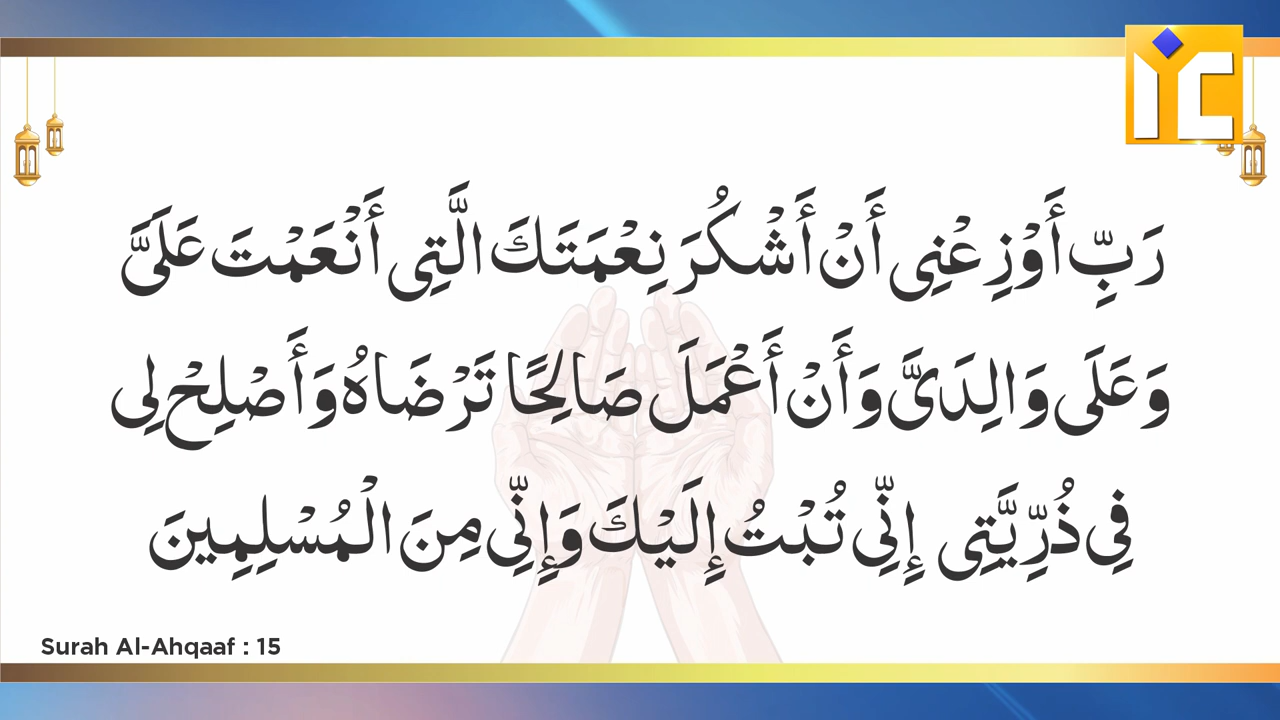 رَبِّ أَوْزِعْنِى أَنْ أَشْكُرَ نِعْمَتَكَ الَّتِى أَنْعَمْتَ عَلَىَّ
وَعَلَى وَالِدَىَّ وَأَنْ أَعْمَلَ صَالِحًا تَرْضَاهُ وَأَصْلِحْ لِى
فِى ذُرِّيَّتِى إِنِّى تُبْتُ إِلَيْكَ وَإِنِّى مِنَ الْمُسْلِمِينَ
Surah Al-Ahqaaf : 15